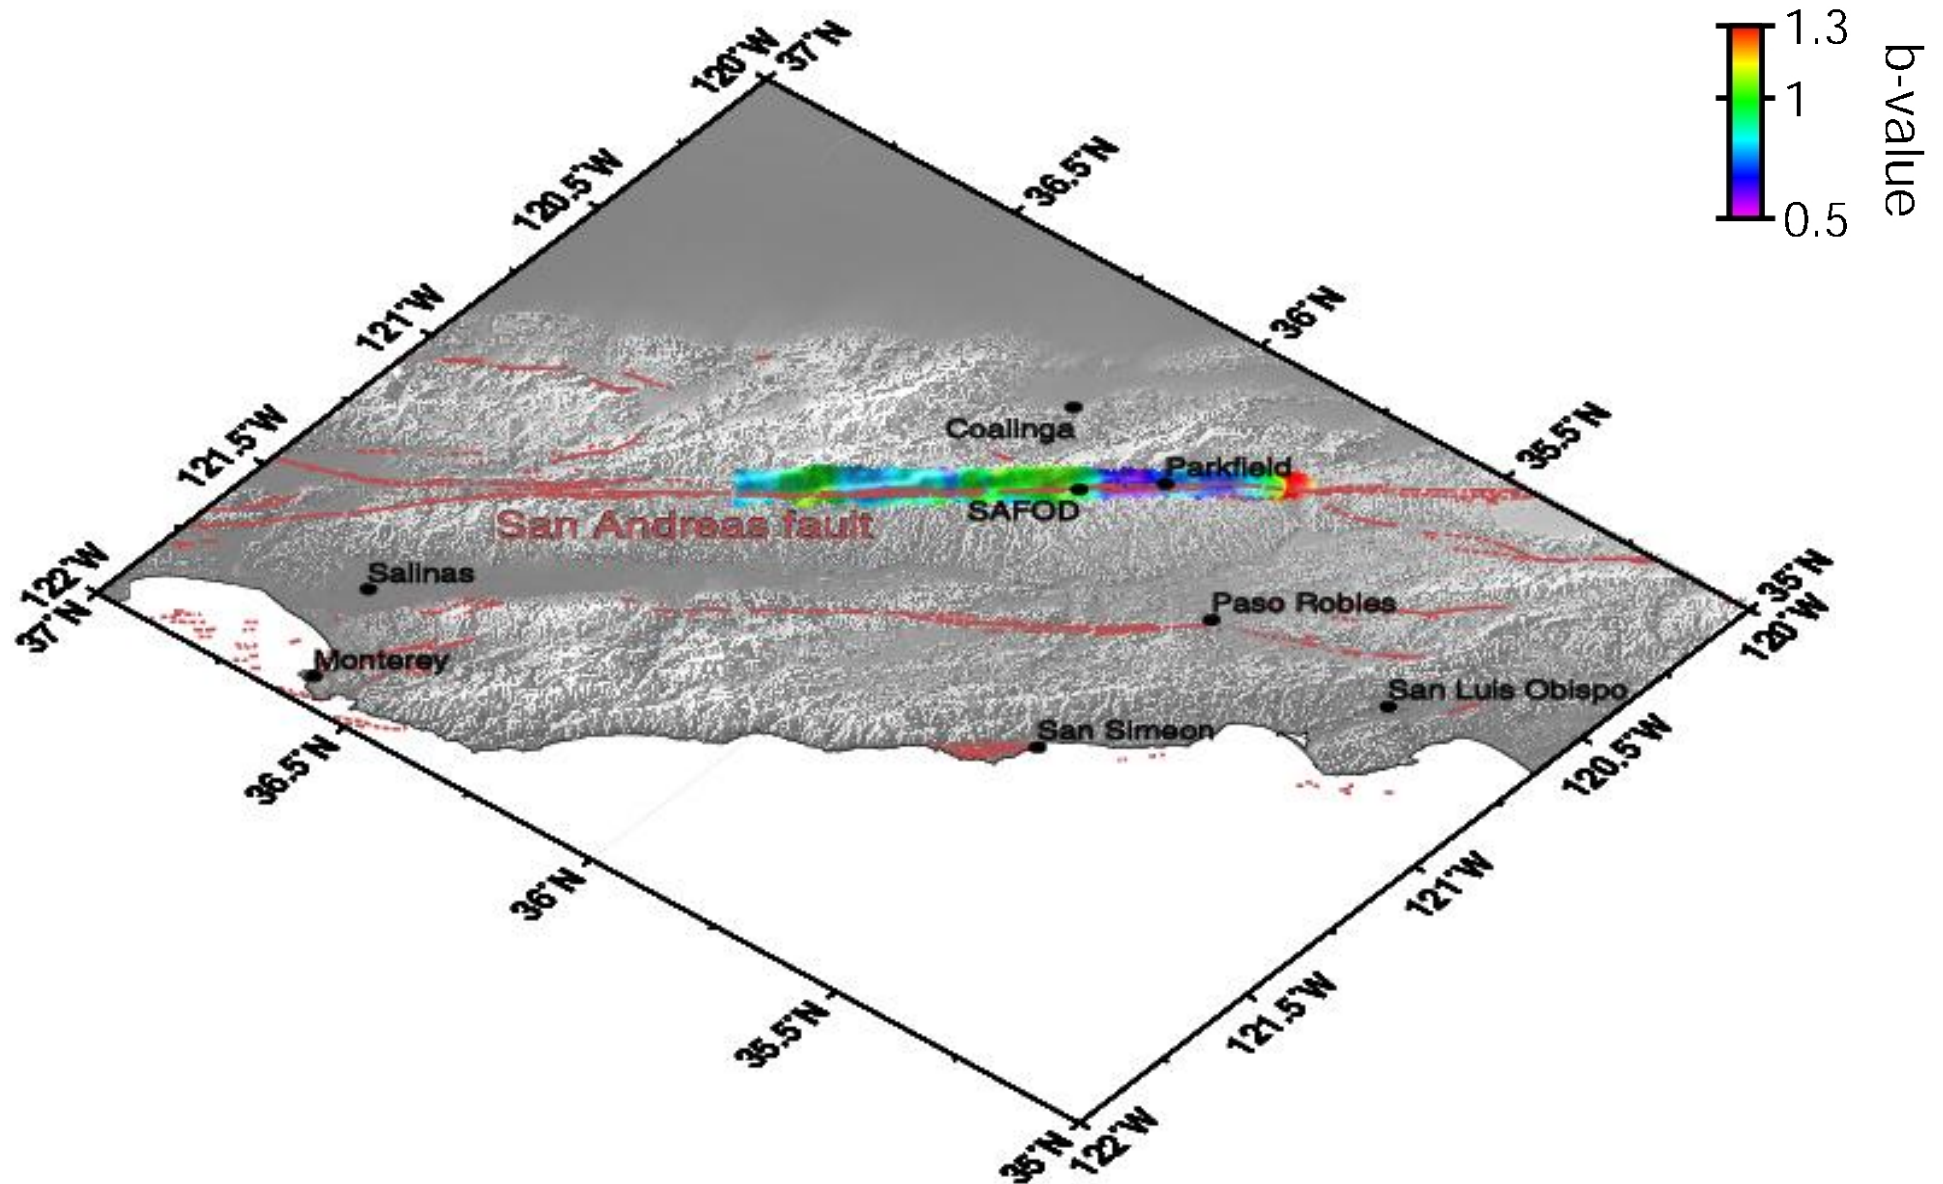 1.3
1
0.5
b-value
120°W
37°N
120.5°W
36.5°N
121°W
36°N
121.5°W
35.5°N
Coalinga
Parkfield
SAFOD
San Andreas fault
122°W
37°N
35°N
120°W
Salinas
Paso Robles
Monterey
San Luis Obispo
San Simeon
36.5°N
120.5°W
36°N
121°W
35.5°N
121.5°W
35°N
122°W